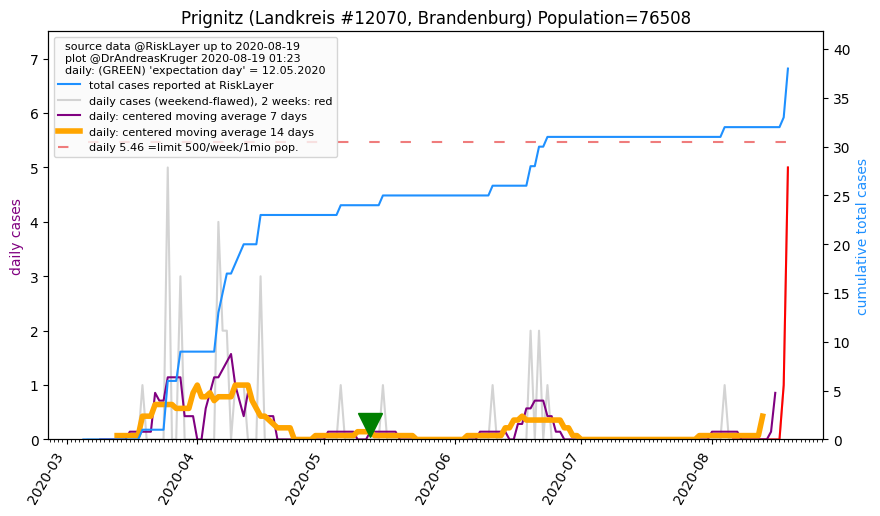 Prignitz (Landkreis #12070, Brandenburg) Population=76508
source data @RiskLayer up to 2020-08-19
plot @DrAndreasKruger 2020-08-19 01:23
daily: (GREEN) 'expectation day' = 12.05.2020
total cases reported at RiskLayer
daily cases (weekend-flawed), 2 weeks: red
daily: centered moving average 7 days
daily: centered moving average 14 days
daily 5.46 =limit 500/week/1mio pop.
daily cases
7
6
5
4
3
2
1
0
cumulative total cases
40
35
30
25
20
15
10
5
0
2020-03
2020-04
2020-05
2020-06
2020-07
2020-08